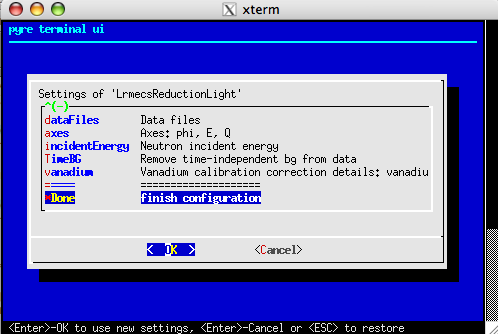 xterm
pyre terminal ui
Settings of 'LrmecsReductionLight'
^(-)
dataFiles Data files
axes Axes: phi, E, Q
incidentEnergy Neutron incident energy
TimeBG Remove time-independent bg from data
vanadium Vanadium calibration correction details: vanadiu
===== ====================
*Done finish configuration
< OK > <Cancel>
<Enter>-OK to use new settings, <Enter>-Cancel or <ESC> to restore